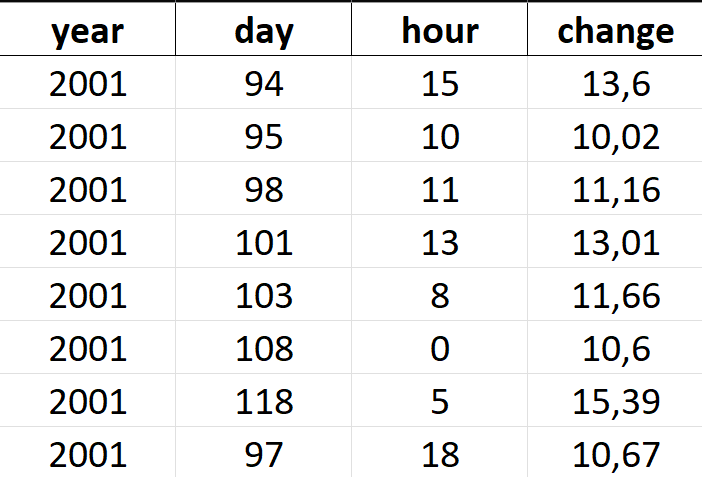 year day hour change
2001 94 15 13,6
2001 95 10 10,02
2001 98 11 11,16
2001 101 13 13,01
2001 103 8 11,66
2001 108 0 10,6
2001 118 5 15,39
2001 97 18 10,67